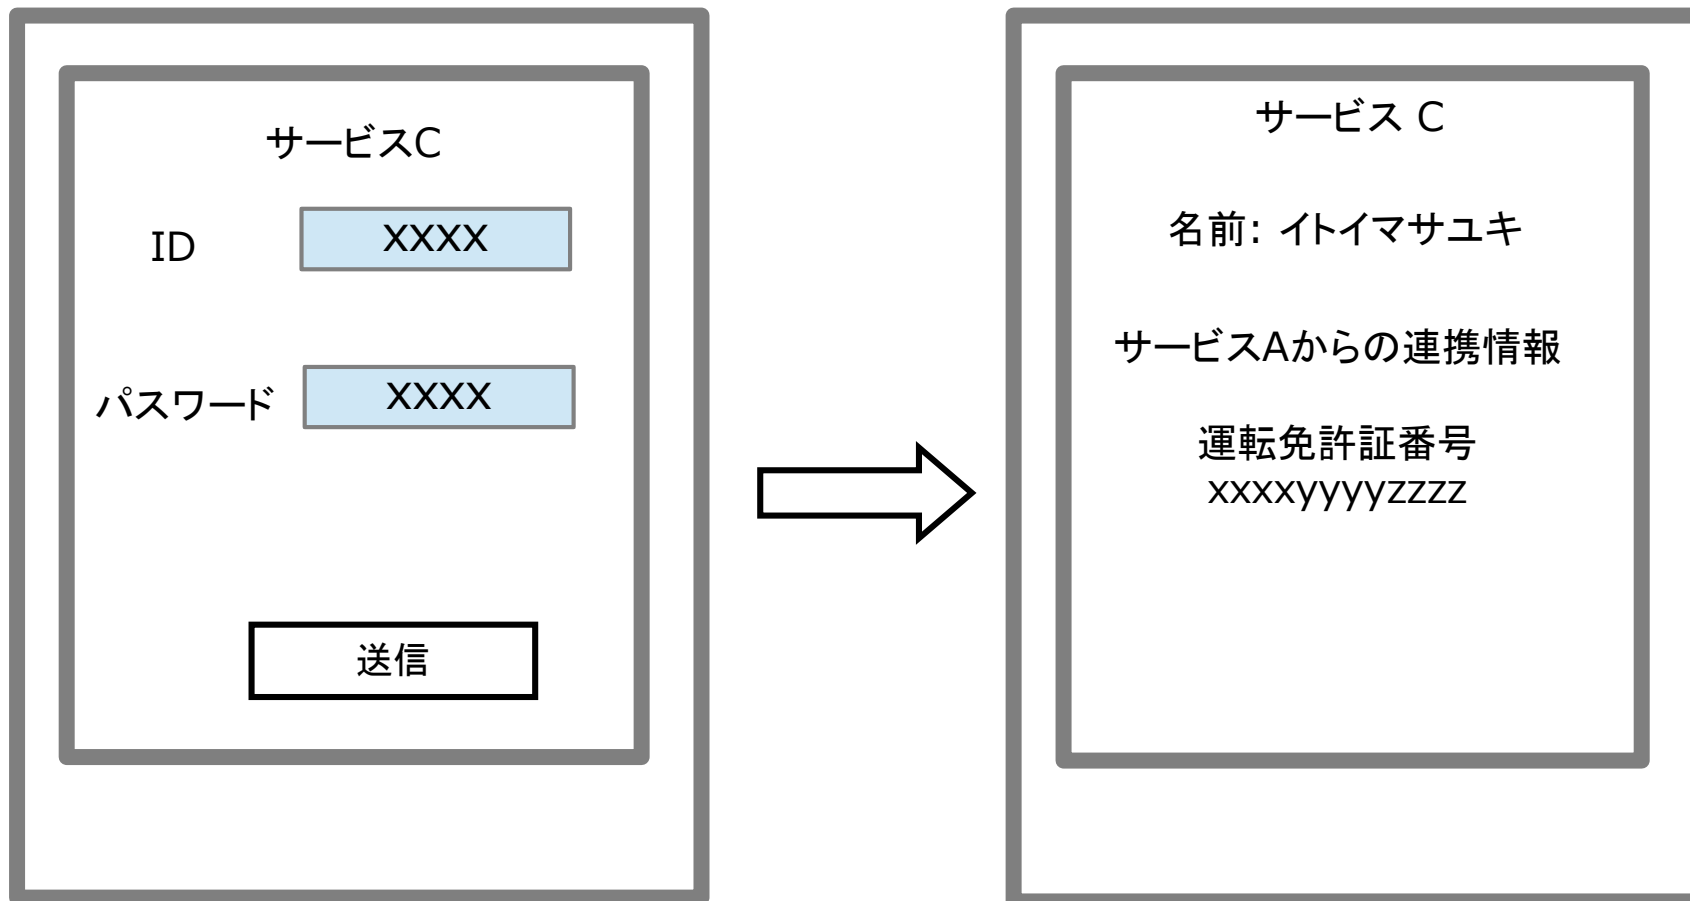 サービスC
ID
XXXX
パスワード
XXXX
送信
サービス C
名前: イトイマサユキ
サービスAからの連携情報
運転免許証番号
xxxxyyyyzzzz